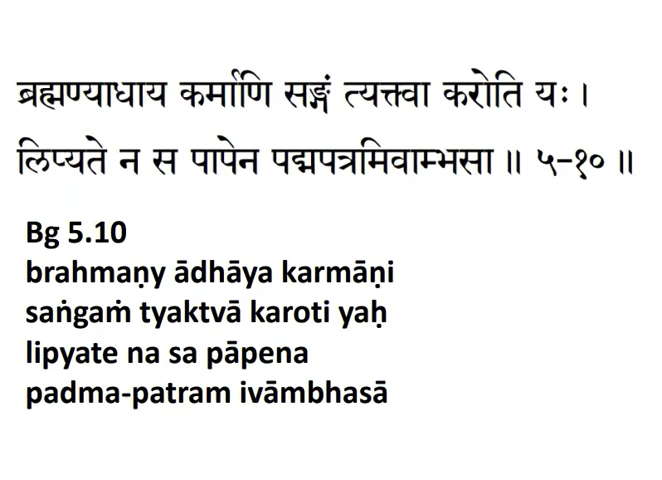 ब्रह्मण्याधाय कर्माणि सङ्गं त्यक्त्वा करोति यः ।
लिप्यते न स पापेन पद्मपत्रमिवाम्भसा ॥ ५-१० ॥
Bg 5.10
brahmaṇy ādhāya karmāṇi
saṅgaṁ tyaktvā karoti yaḥ
lipyate na sa pāpena
padma-patram ivāmbhasā